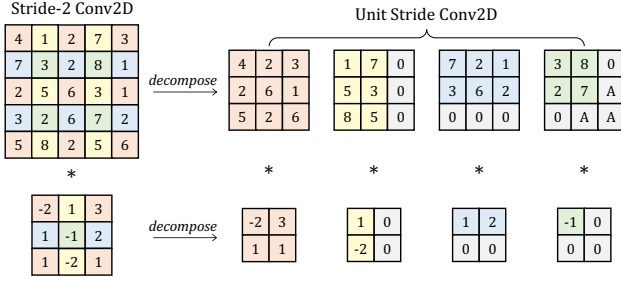 Stride-2 Conv2D
Unit Stride Conv2D
4 1 2 7 3
7 3 2 8 1
2 5 6 3 1
3 2 6 7 2
5 8 2 5 6
decompose
4 2 3
2 6 1
5 2 6
1 7 0
5 3 0
8 5 0
7 2 1
3 6 2
0 0 0
3 8 0
2 7 A
0 A A
*
* * * *
-2 1 3
1 -1 2
1 -2 1
decompose
-2 3
1 1
1 0
-2 0
1 2
0 0
-1 0
0 0